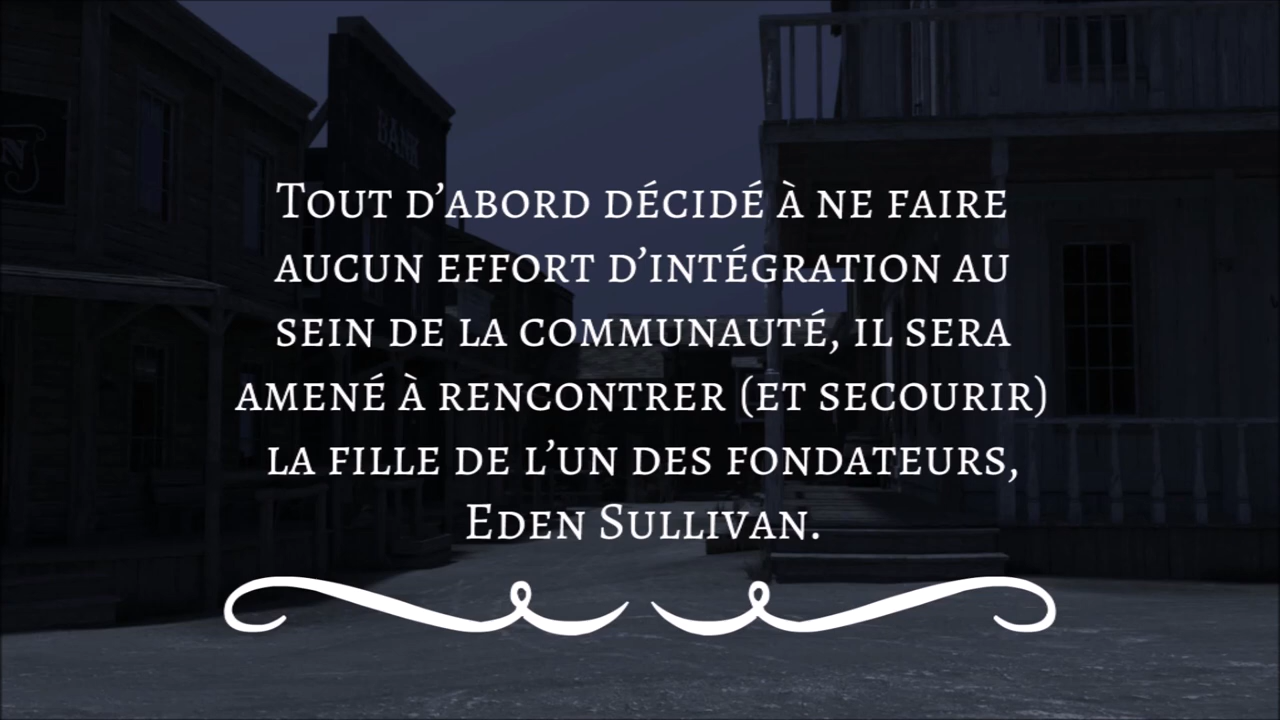 Tout d’abord décidé à ne faire
aucun effort d’intégration au
sein de la communauté, il sera
amené à rencontrer (et secourir)
la fille de l’un des fondateurs,
Eden Sullivan.
BANK
N